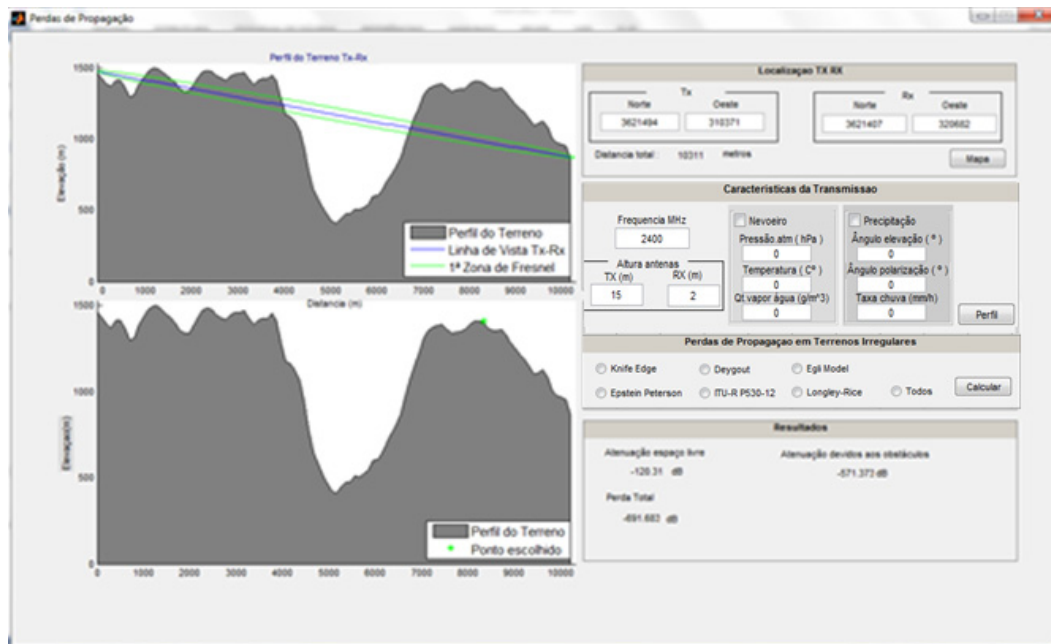 Perdas de Propagação
Perfil do Terreno Tx-Rx
1500
1000
500
0
Elevação (m)
Perfil do Terreno
Linha de Vista Tx-Rx
1ª Zona de Fresnel
0 1000 2000 3000 4000 5000 6000 7000 8000 9000 10000
Distancia (m)
1500
1000
500
0
Elevaçao(m)
Perfil do Terreno
Ponto escolhido
0 1000 2000 3000 4000 5000 6000 7000 8000 9000 10000
Localizaçao TX RX
Tx
Norte Oeste
3621494 310371
Rx
Norte Oeste
3621407 320682
Distancia total : 10311 metros
Mapa
Caracteristicas da Transmissao
Frequencia MHz
2400
Altura antenas
TX (m) RX (m)
15 2
Nevoeiro
Pressão.atm ( hPa )
0
Temperatura ( Cº )
0
Qt.vapor água (g/m^3)
0
Precipitação
Ângulo elevação ( º )
0
Ângulo polarização ( º )
0
Taxa chuva (mm/h)
0
Perfil
Perdas de Propagaçao em Terrenos Irregulares
Knife Edge Deygout Egli Model
Epstein Peterson ITU-R P530-12 Longley-Rice Todos
Calcular
Resultados
Atenuação espaço livre
-120.31 dB
Atenuação devidos aos obstáculos
-571.373 dB
Perda Total
-691.683 dB